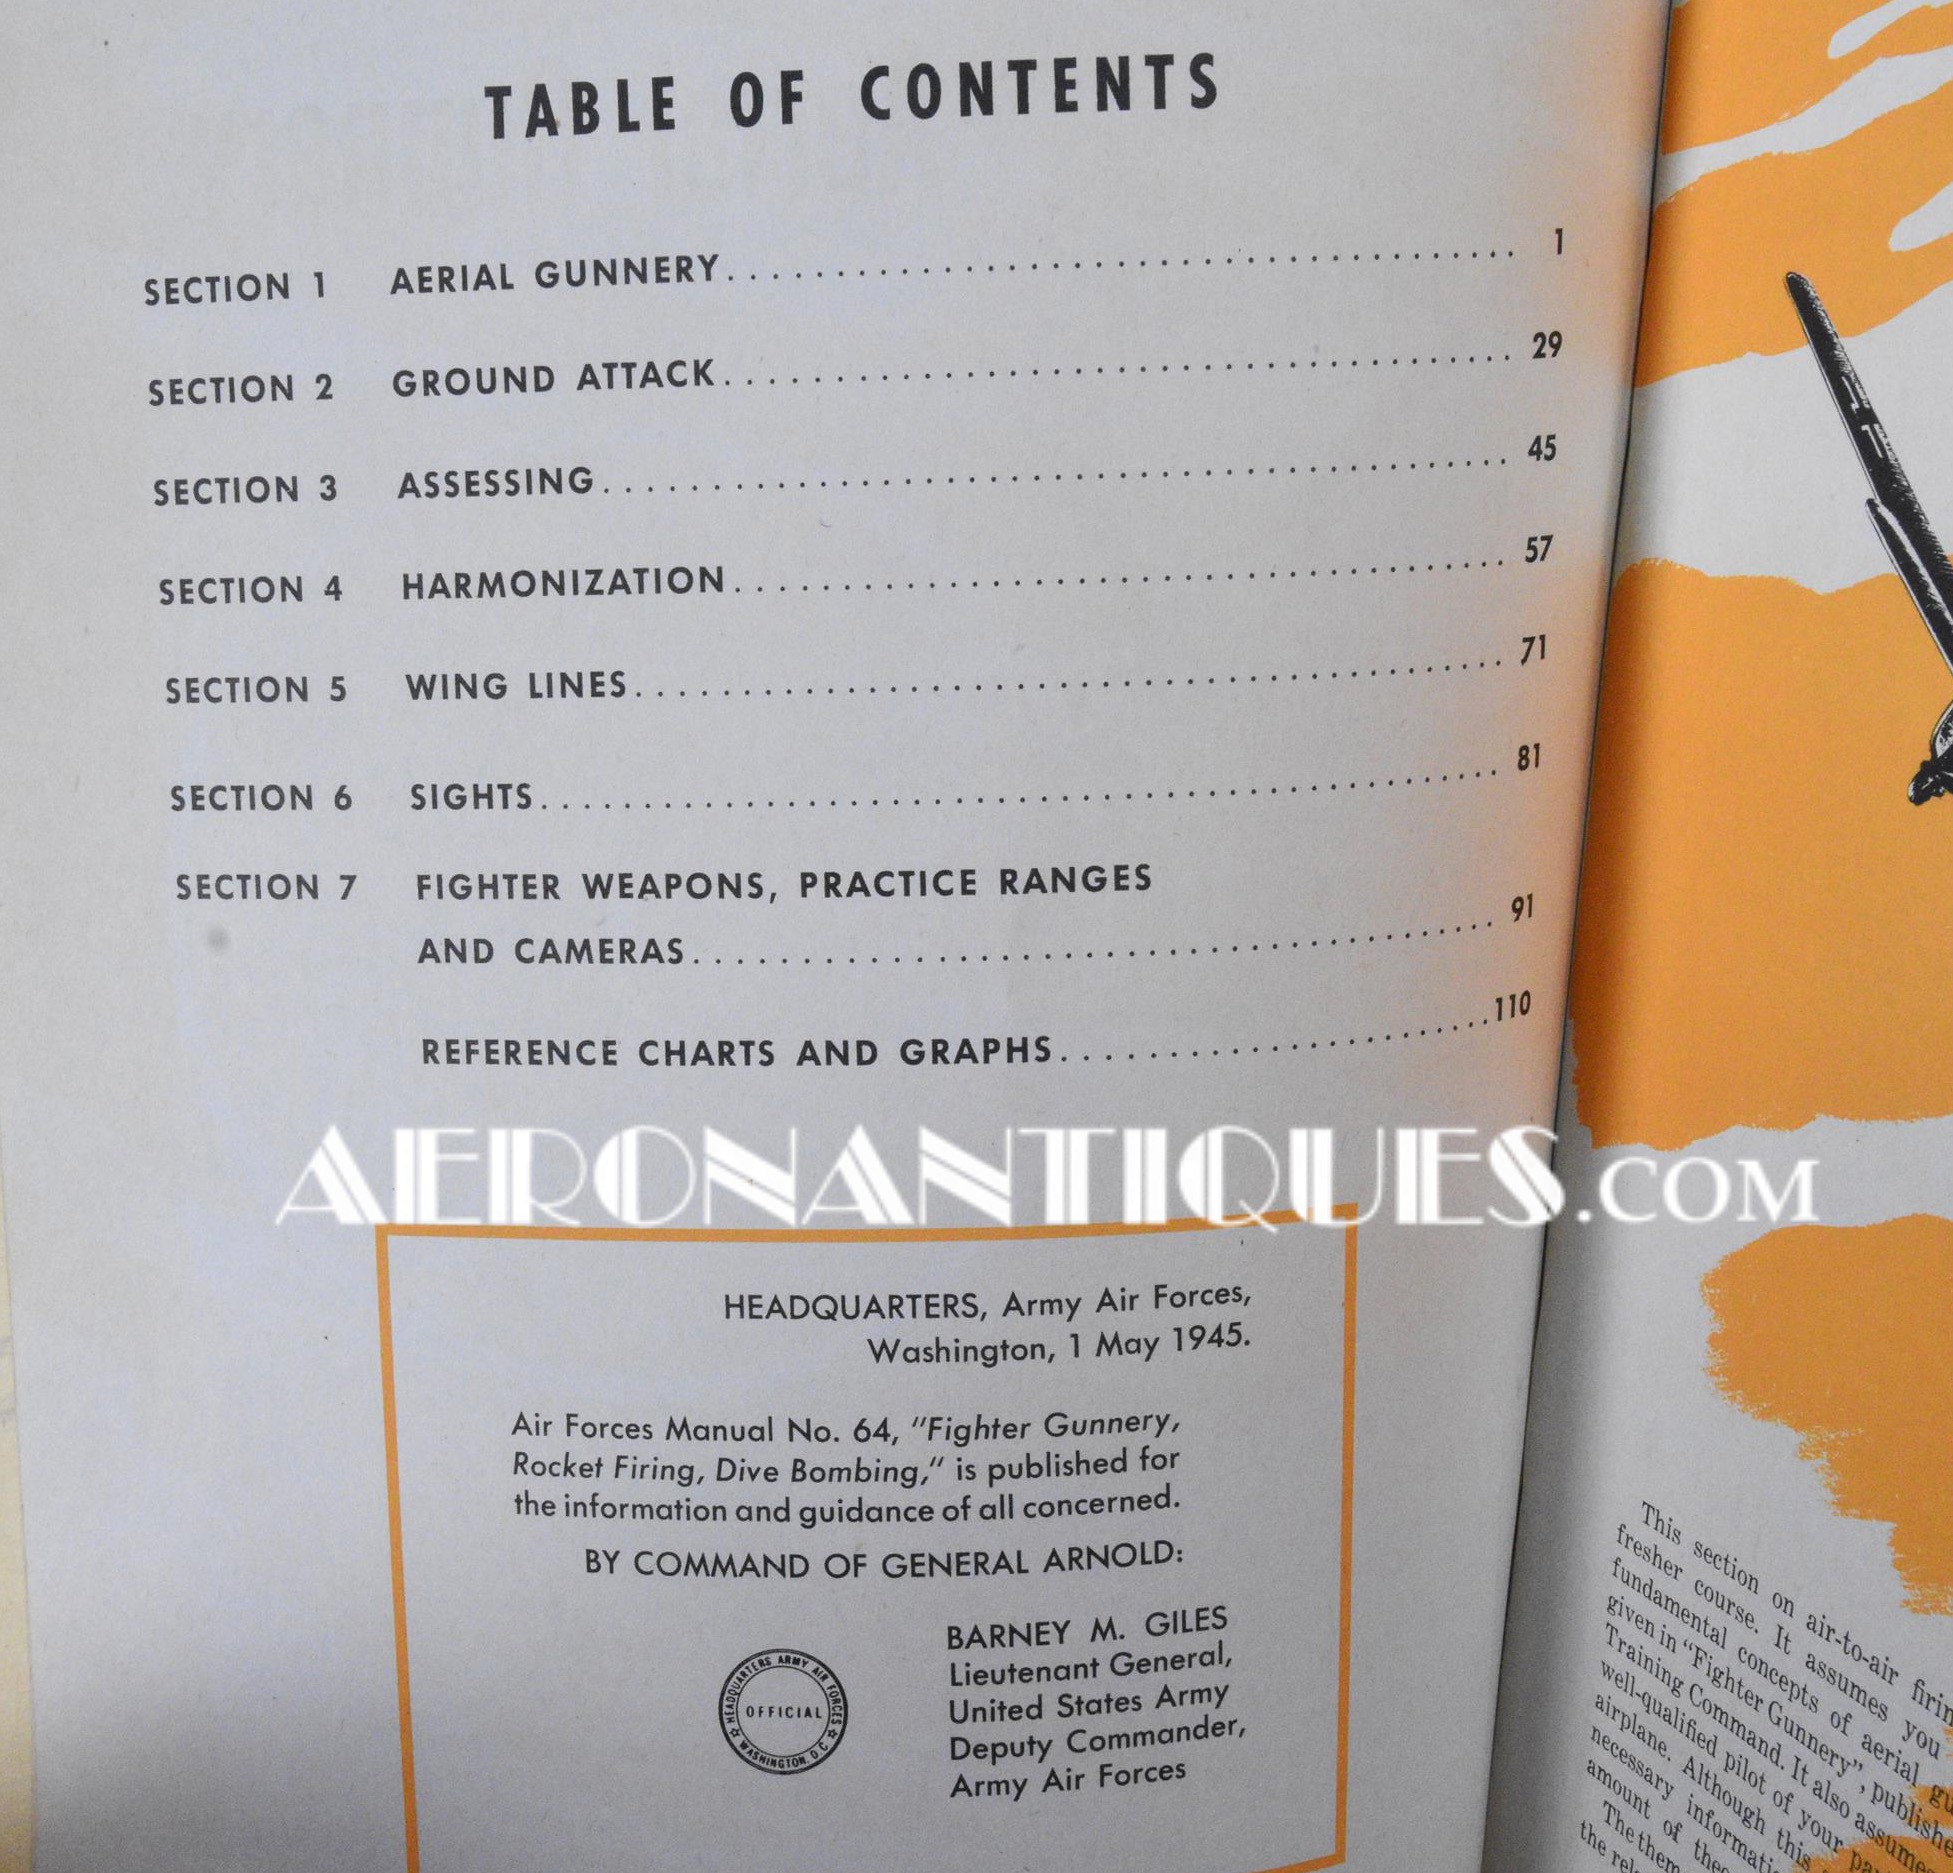 TABLE OF CONTENTS
SECTION 1 AERIAL GUNNERY 1
SECTION 2 GROUND ATTACK 29
SECTION 3 ASSESSING 45
SECTION 4 HARMONIZATION 57
SECTION 5 WING LINES 71
SECTION 6 SIGHTS 81
SECTION 7 FIGHTER WEAPONS, PRACTICE RANGES
AND CAMERAS 91
REFERENCE CHARTS AND GRAPHS 110
AERONANTIQUES.COM
HEADQUARTERS, Army Air Forces,
Washington, 1 May 1945.
Air Forces Manual No. 64, "Fighter Gunnery,
Rocket Firing, Dive Bombing," is published for
the information and guidance of all concerned.
BY COMMAND OF GENERAL ARNOLD:
BARNEY M. GILES
Lieutenant General,
United States Army
Deputy Commander,
Army Air Forces
HEADQUARTERS ARMY AIR FORCES
OFFICIAL
WASHINGTON, D.C.
This section on air-to-air
fresher course. It assumes you
fundamental concepts of aerial
given in "Fighter Gunnery",
Training Command. It also
well-qualified pilot of your
airplane. Although this
necessary
amount of
The
the